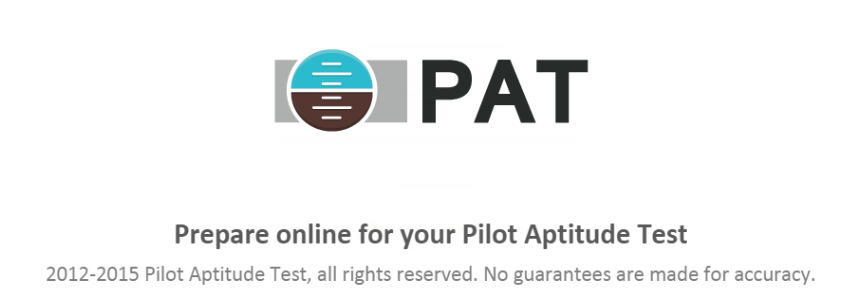 PAT
Prepare online for your Pilot Aptitude Test
2012-2015 Pilot Aptitude Test, all rights reserved. No guarantees are made for accuracy.